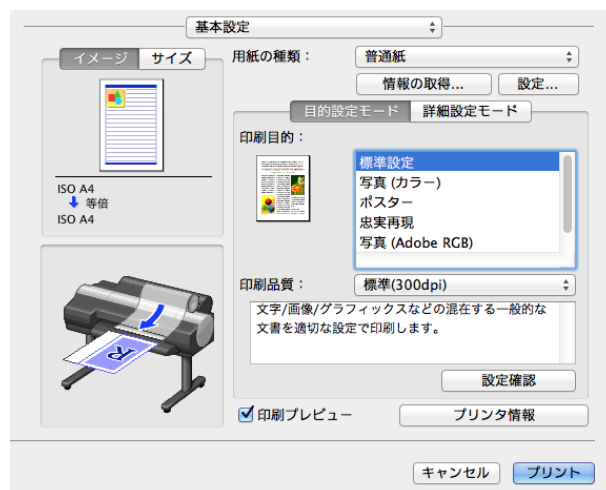 基本設定
イメージ サイズ
用紙の種類： 普通紙
情報の取得... 設定...
目的設定モード 詳細設定モード
印刷目的：
標準設定
写真 (カラー)
ポスター
忠実再現
写真 (Adobe RGB)
ISO A4
等倍
ISO A4
印刷品質： 標準(300dpi)
文字/画像/グラフィックスなどの混在する一般的な
文書を適切な設定で印刷します。
設定確認
印刷プレビュー プリンタ情報
キャンセル プリント
R